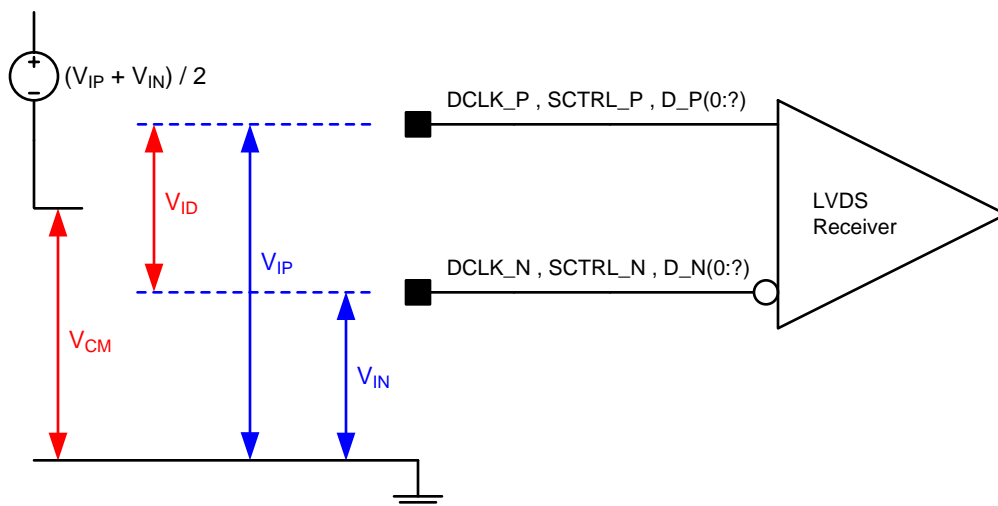 (VIP + VIN) / 2
DCLK_P , SCTRL_P , D_P(0:?)
VID
LVDS
Receiver
VIP
DCLK_N , SCTRL_N , D_N(0:?)
VCM
VIN